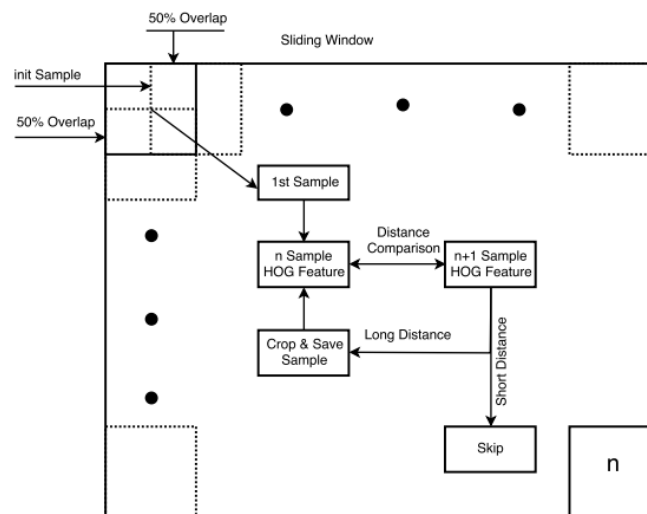 50% Overlap
Sliding Window
init Sample
50% Overlap
1st Sample
n Sample
HOG Feature
Distance
Comparison
n+1 Sample
HOG Feature
Long Distance
Crop & Save
Sample
Short Distance
Skip
n